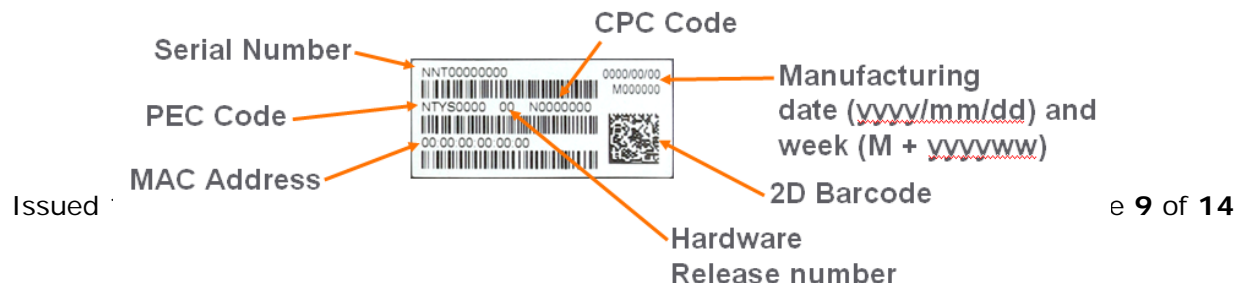 CPC Code
Serial Number
NNT00000000
0000/00/00
M000000
Manufacturing
date (yyyy/mm/dd) and
week (M + yyyyww)
PEC Code
NTYS0000 00 N0000000
00 00 00 00 00 00
MAC Address
2D Barcode
Issued
9 of 14
Hardware
Release number